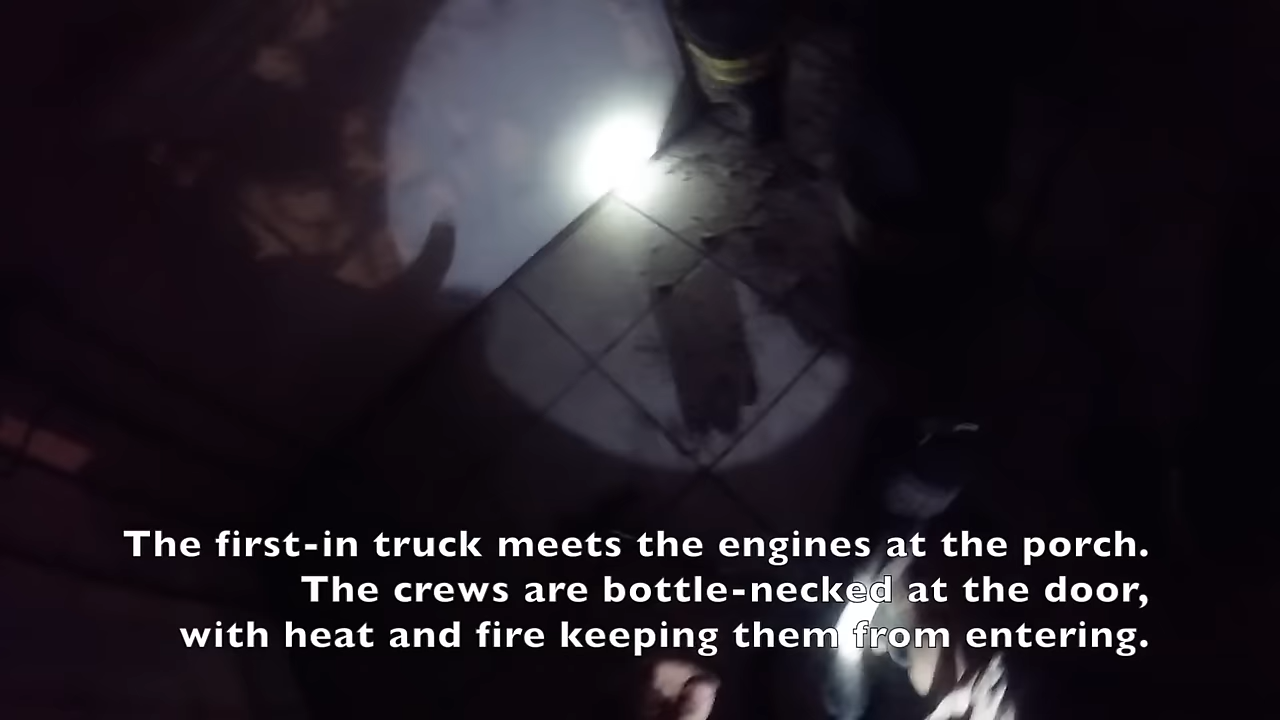 The first-in truck meets the engines at the porch.
The crews are bottle-necked at the door,
with heat and fire keeping them from entering.